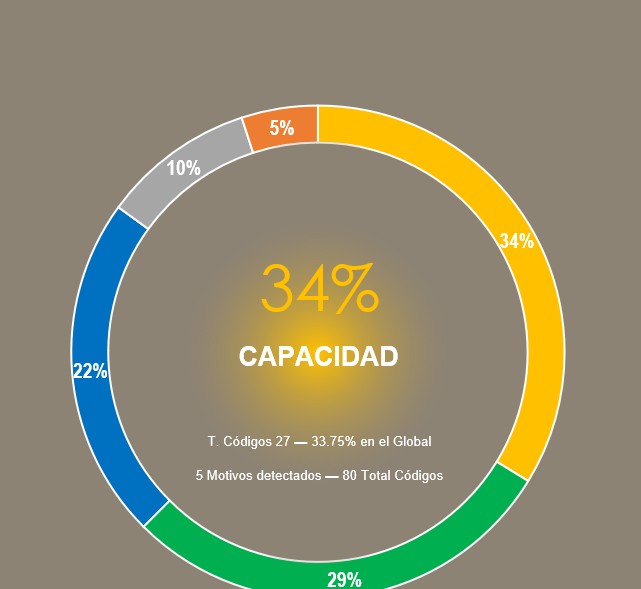 5%
10%
34%
34%
CAPACIDAD
22%
T. Códigos 27 — 33.75% en el Global
5 Motivos detectados — 80 Total Códigos
29%